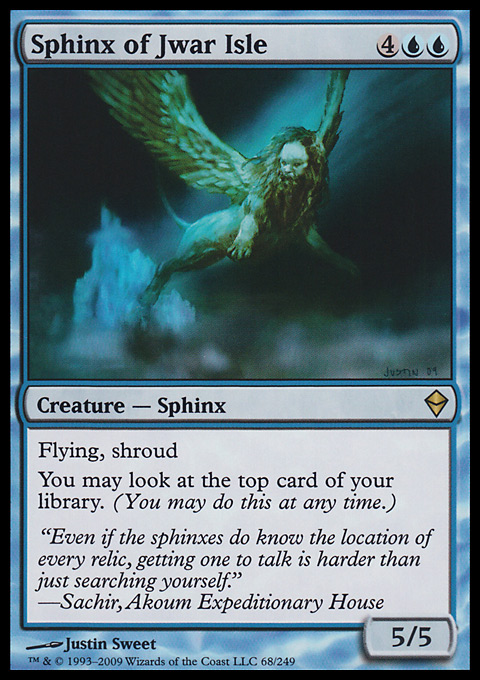 Sphinx of Jwar Isle 4
JUSTIN 09
Creature — Sphinx
Flying, shroud
You may look at the top card of your
library. (You may do this at any time.)
“Even if the sphinxes do know the location of
every relic, getting one to talk is harder than
just searching yourself.”
—Sachir, Akoum Expeditionary House
5/5
Justin Sweet
™ & © 1993–2009 Wizards of the Coast LLC 68/249